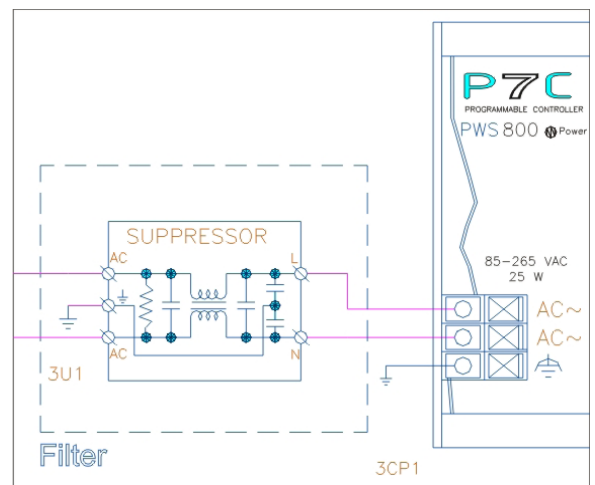 P7C
PROGRAMMABLE CONTROLLER
PWS 800 Power
SUPPRESSOR
AC
L
85-265 VAC
25 W
AC~
AC~
AC
N
3U1
Filter
3CP1